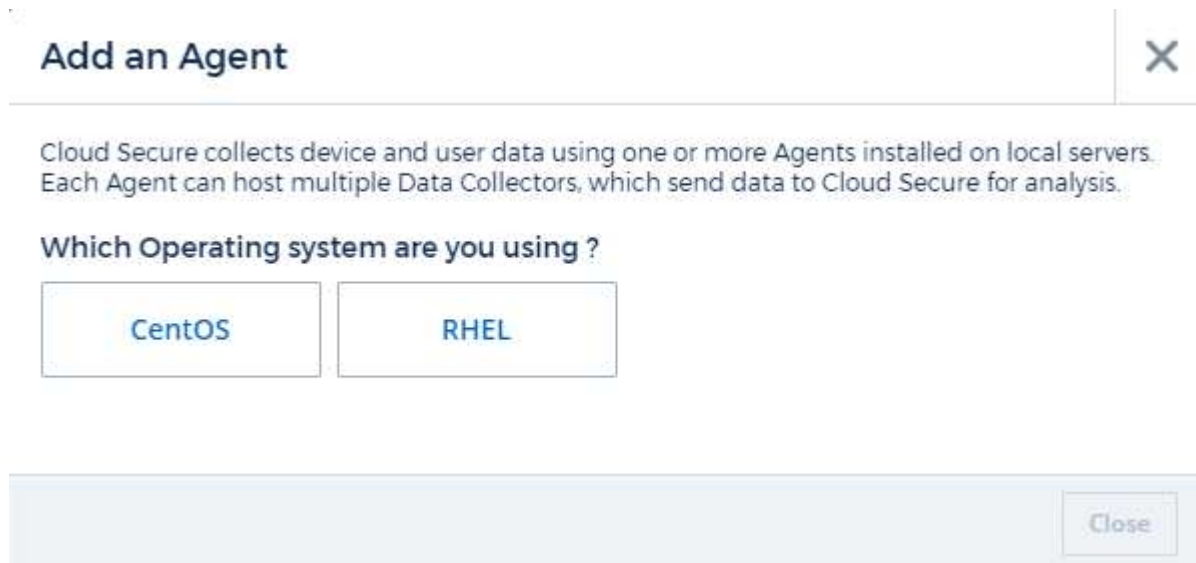 Add an Agent
Cloud Secure collects device and user data using one or more Agents installed on local servers.
Each Agent can host multiple Data Collectors, which send data to Cloud Secure for analysis.
Which Operating system are you using ?
CentOS RHEL
Close